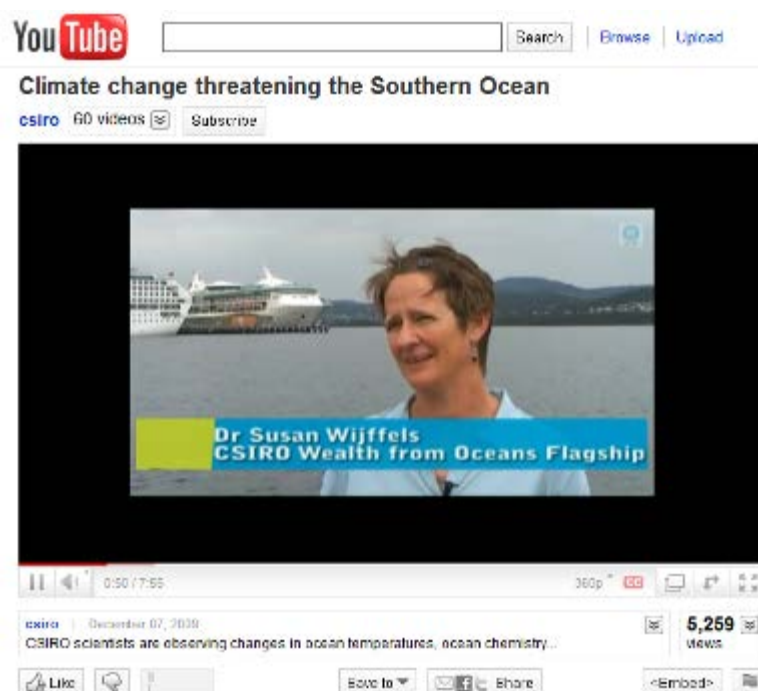 You Tube
Search
Browse
Upload
Climate change threatening the Southern Ocean
csiro 60 videos
Subscribe
Dr Susan Wijffels
CSIRO Wealth from Oceans Flagship
0:50 / 7:55
360p
CC
csiro
December 07, 2009
CSIRO scientists are observing changes in ocean temperatures, ocean chemistry...
5,259
views
Like
Save to
Share
<Embed>